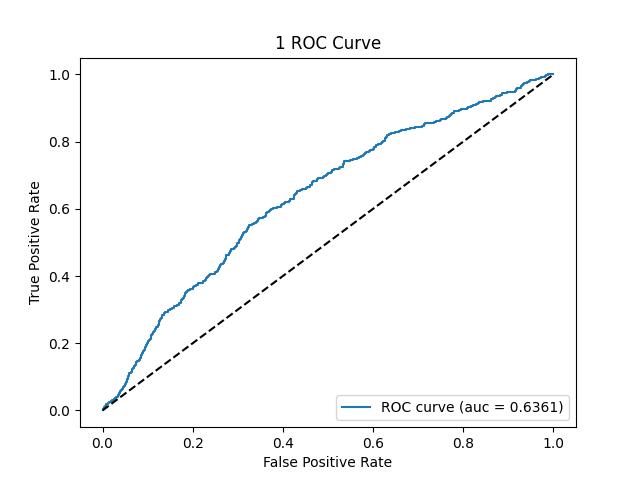 1 ROC Curve
True Positive Rate
1.0
0.8
0.6
0.4
0.2
0.0
ROC curve (auc = 0.6361)
0.0 0.2 0.4 0.6 0.8 1.0
False Positive Rate